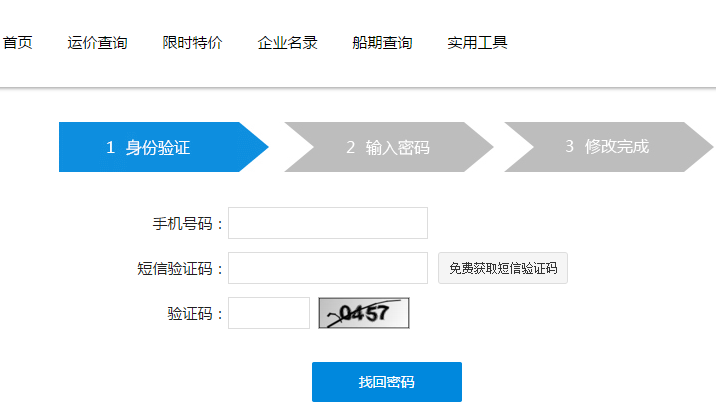 首页 运价查询 限时特价 企业名录 船期查询 实用工具
1 身份验证 2 输入密码 3 修改完成
手机号码：
短信验证码： 免费获取短信验证码
验证码： 0457
找回密码